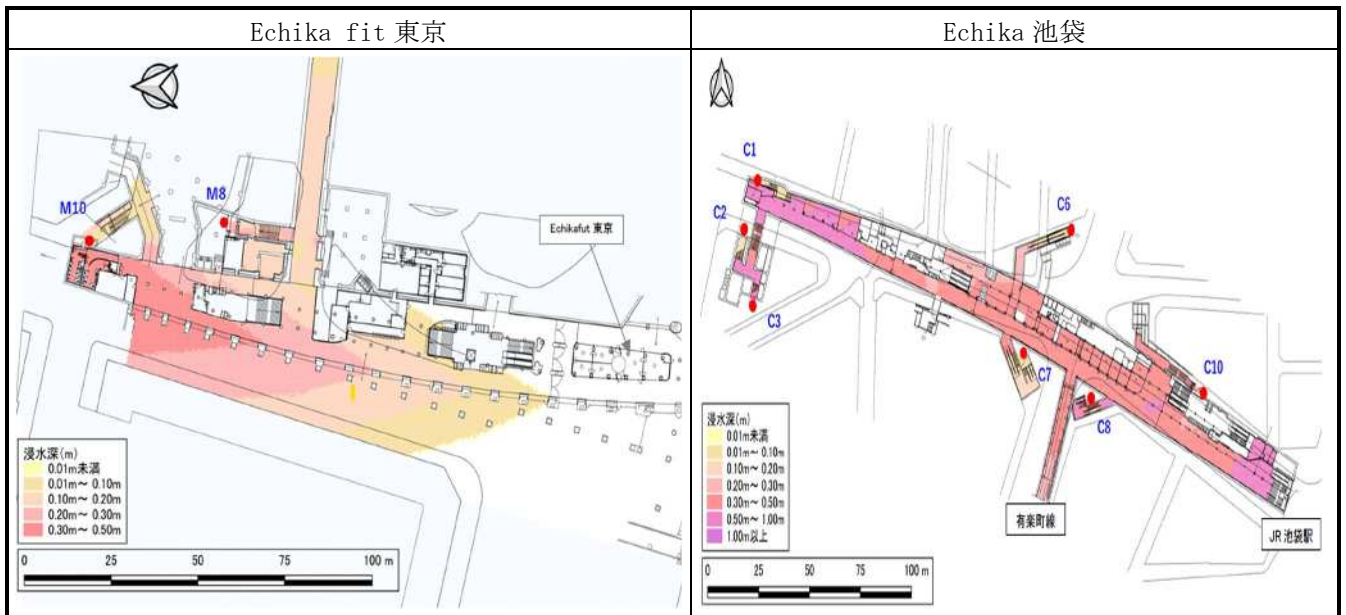 Echika fit 東京
Echika 池袋
M10
M8
Echikafut 東京
浸水深(m)
0.01m未満
0.01m～ 0.10m
0.10m～ 0.20m
0.20m～ 0.30m
0.30m～ 0.50m
0 25 50 75 100 m
C1
C2
C3
C6
C7
C8
C10
有楽町線
JR 池袋駅
浸水深(m)
0.01m未満
0.01m～ 0.10m
0.10m～ 0.20m
0.20m～ 0.30m
0.30m～ 0.50m
0.50m～ 1.00m
1.00m以上
0 25 50 75 100 m